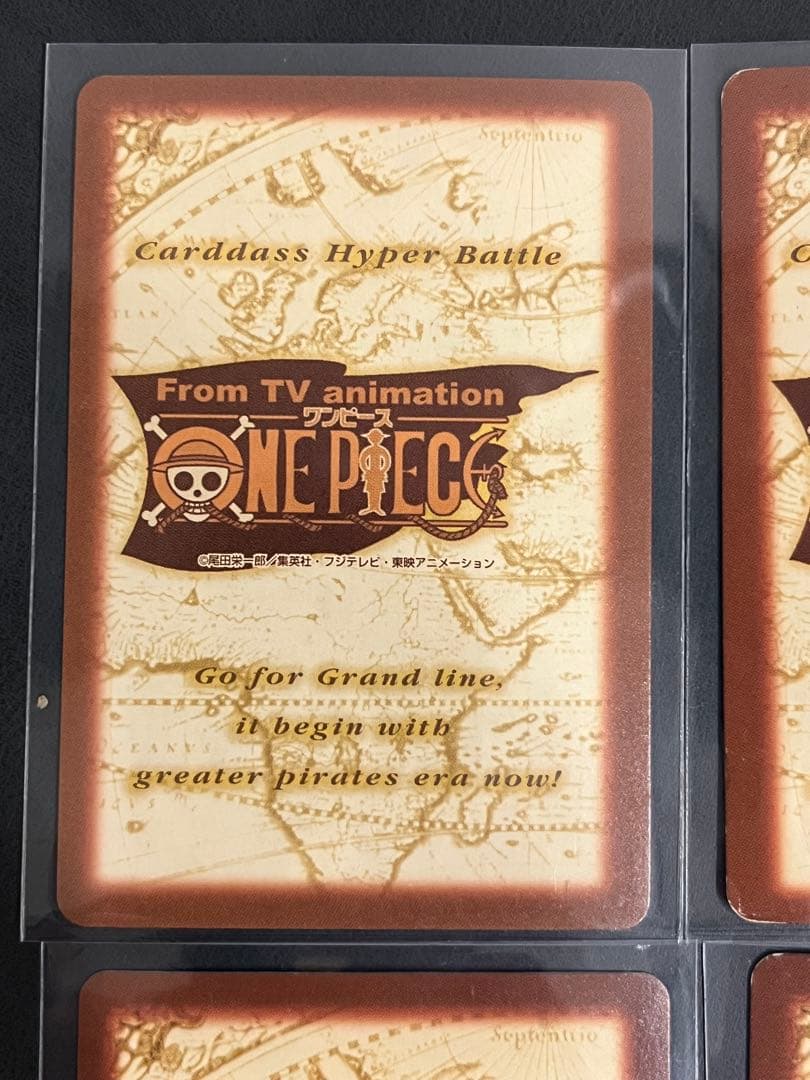 Septentrio
Carddass Hyper Battle
From TV animation
ワンピース
ONE PIECE
©尾田栄一郎／集英社・フジテレビ・東映アニメーション
Go for Grand line,
it begin with
greater pirates era now!
Septentrio